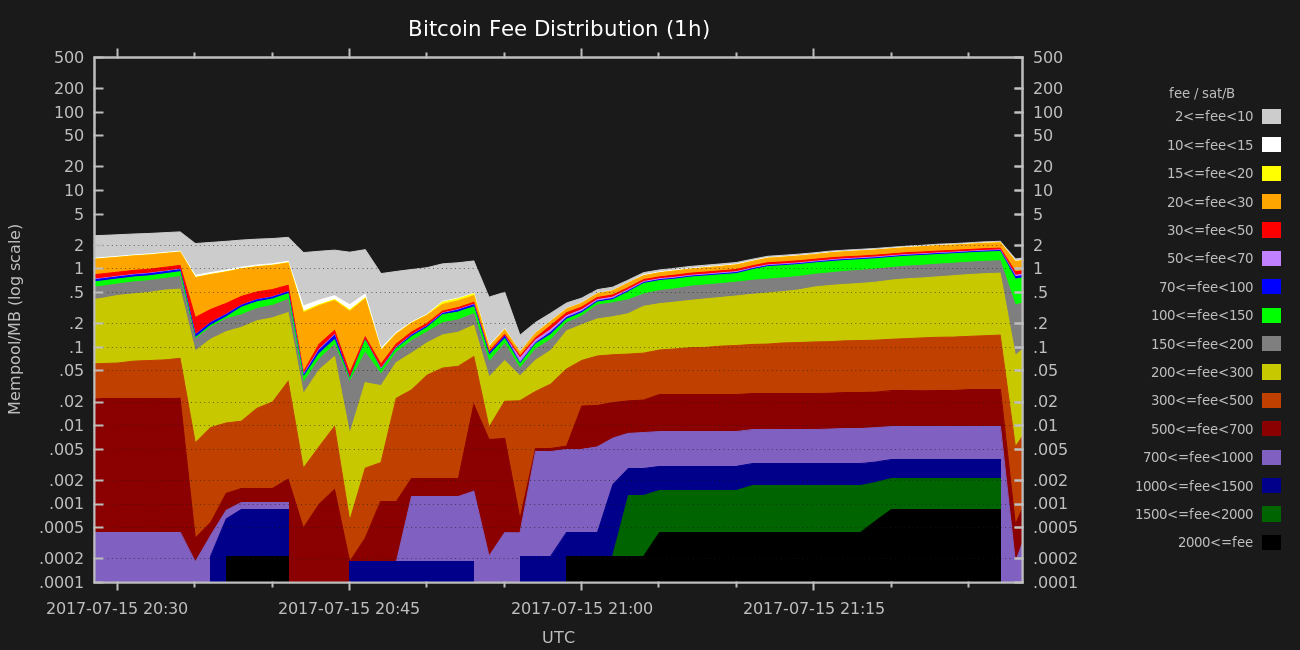 Bitcoin Fee Distribution (1h)
500
200
100
50
20
10
5
2
1
.5
.2
.1
.05
.02
.01
.005
.002
.001
.0005
.0002
.0001
Mempool/MB (log scale)
500
200
100
50
20
10
5
2
1
.5
.2
.1
.05
.02
.01
.005
.002
.001
.0005
.0002
.0001
2017-07-15 20:30 2017-07-15 20:45 2017-07-15 21:00 2017-07-15 21:15
UTC
fee / sat/B
2<=fee<10
10<=fee<15
15<=fee<20
20<=fee<30
30<=fee<50
50<=fee<70
70<=fee<100
100<=fee<150
150<=fee<200
200<=fee<300
300<=fee<500
500<=fee<700
700<=fee<1000
1000<=fee<1500
1500<=fee<2000
2000<=fee